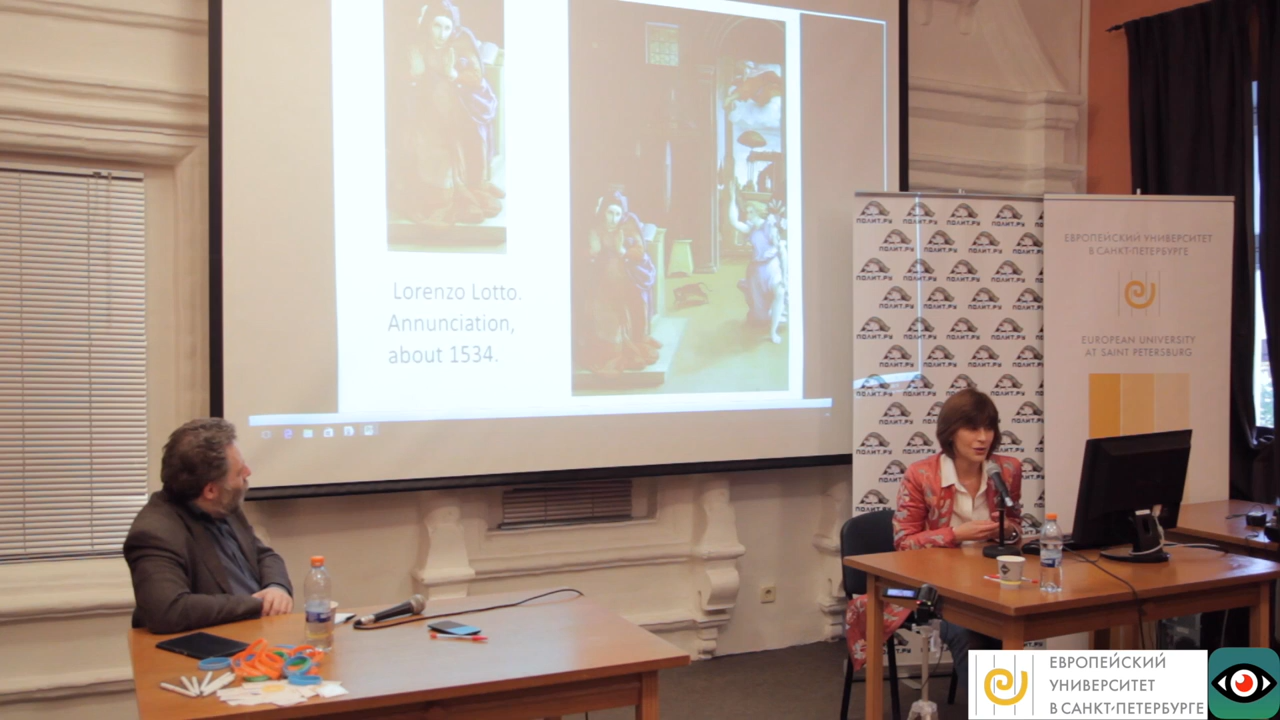 Lorenzo Lotto.
Annunciation,
about 1534.
ПОЛИТ.РУ
ЕВРОПЕЙСКИЙ УНИВЕРСИТЕТ
В САНКТ-ПЕТЕРБУРГЕ
EUROPEAN UNIVERSITY
AT SAINT PETERSBURG
ЕВРОПЕЙСКИЙ
УНИВЕРСИТЕТ
В САНКТ-ПЕТЕРБУРГЕ